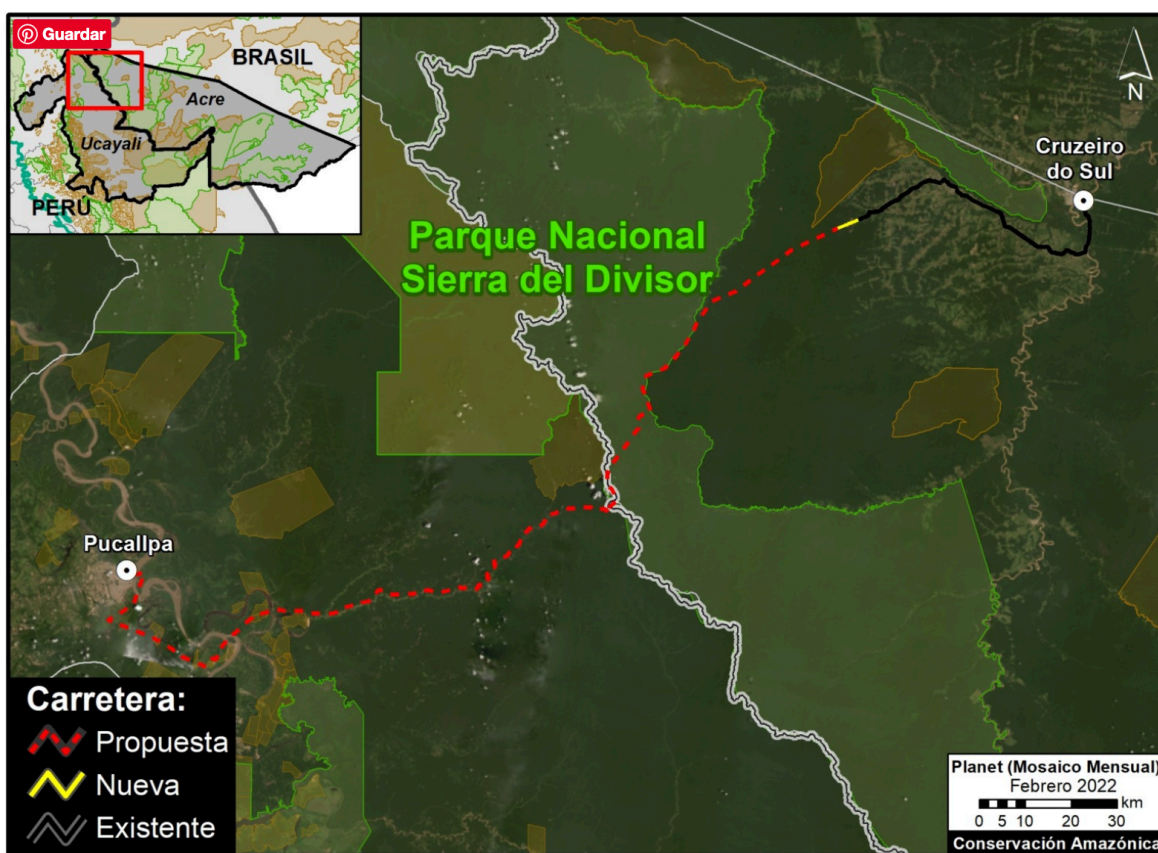 Guardar
BRASIL
Acre
Ucayali
PERÚ
N
Cruzeiro
do Sul
Parque Nacional
Sierra del Divisor
Pucallpa
Carretera:
Propuesta
Nueva
Existente
Planet (Mosaico Mensual)
Febrero 2022
km
0 5 10 20 30
Conservación Amazónica